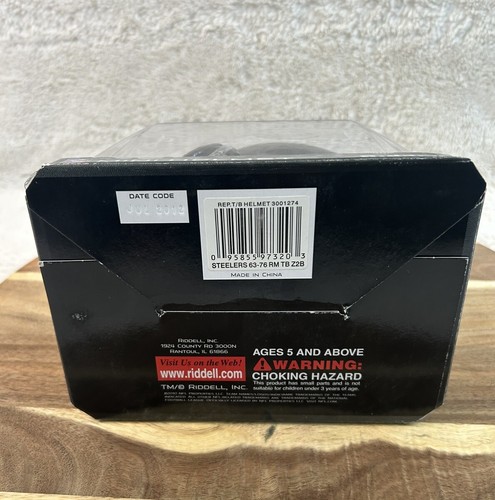 DATE CODE
REP.T/B HELMET 3001274
0 95855 97320 3
STEELERS 63-76 RM TB Z2B
MADE IN CHINA
RIDDELL, INC
1924 COUNTY RD 3000N
RANTOUL, IL 61866
Visit Us on the Web!
www.riddell.com
TM/® RIDDELL, INC.
AGES 5 AND ABOVE
WARNING:
CHOKING HAZARD
This product has small parts and is not
suitable for children under 3 years of age.